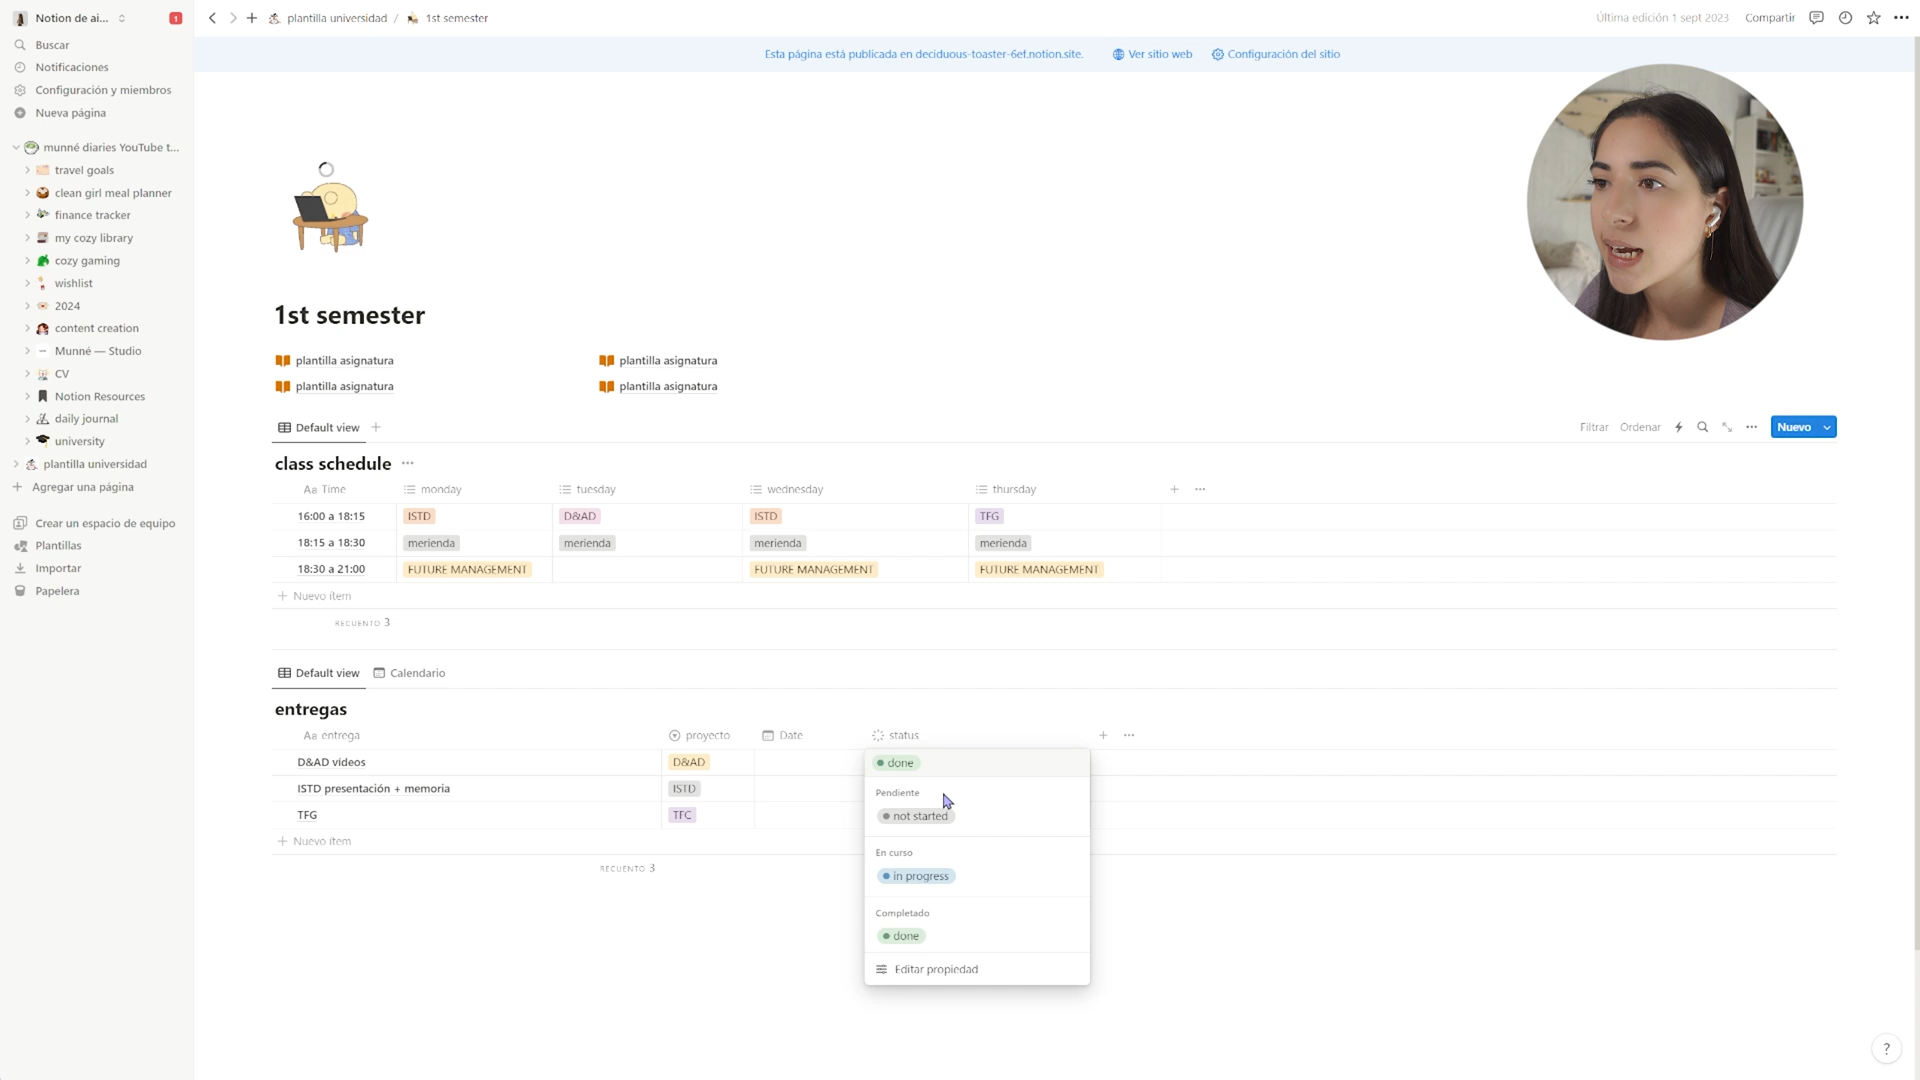 Notion de ai...
1
plantilla universidad / 1st semester
Última edición 1 sept 2023
Compartir
Esta página está publicada en deciduous-toaster-6ef.notion.site.
Ver sitio web
Configuración del sitio
Buscar
Notificaciones
Configuración y miembros
Nueva página
munné diaries YouTube t...
travel goals
clean girl meal planner
finance tracker
my cozy library
cozy gaming
wishlist
2024
content creation
Munné — Studio
CV
Notion Resources
daily journal
university
plantilla universidad
Agregar una página
Crear un espacio de equipo
Plantillas
Importar
Papelera
1st semester
plantilla asignatura plantilla asignatura
plantilla asignatura plantilla asignatura
Default view
Filtrar Ordenar Nuevo
class schedule
Aa Time monday tuesday wednesday thursday
16:00 a 18:15 ISTD D&AD ISTD TFG
18:15 a 18:30 merienda merienda merienda merienda
18:30 a 21:00 FUTURE MANAGEMENT FUTURE MANAGEMENT FUTURE MANAGEMENT
Nuevo ítem
RECUENTO 3
Default view Calendario
entregas
Aa entrega proyecto Date status
D&AD vídeos D&AD done
ISTD presentación + memoria ISTD
TFG TFC
Nuevo ítem
RECUENTO 3
Pendiente
not started
En curso
in progress
Completado
done
Editar propiedad
?